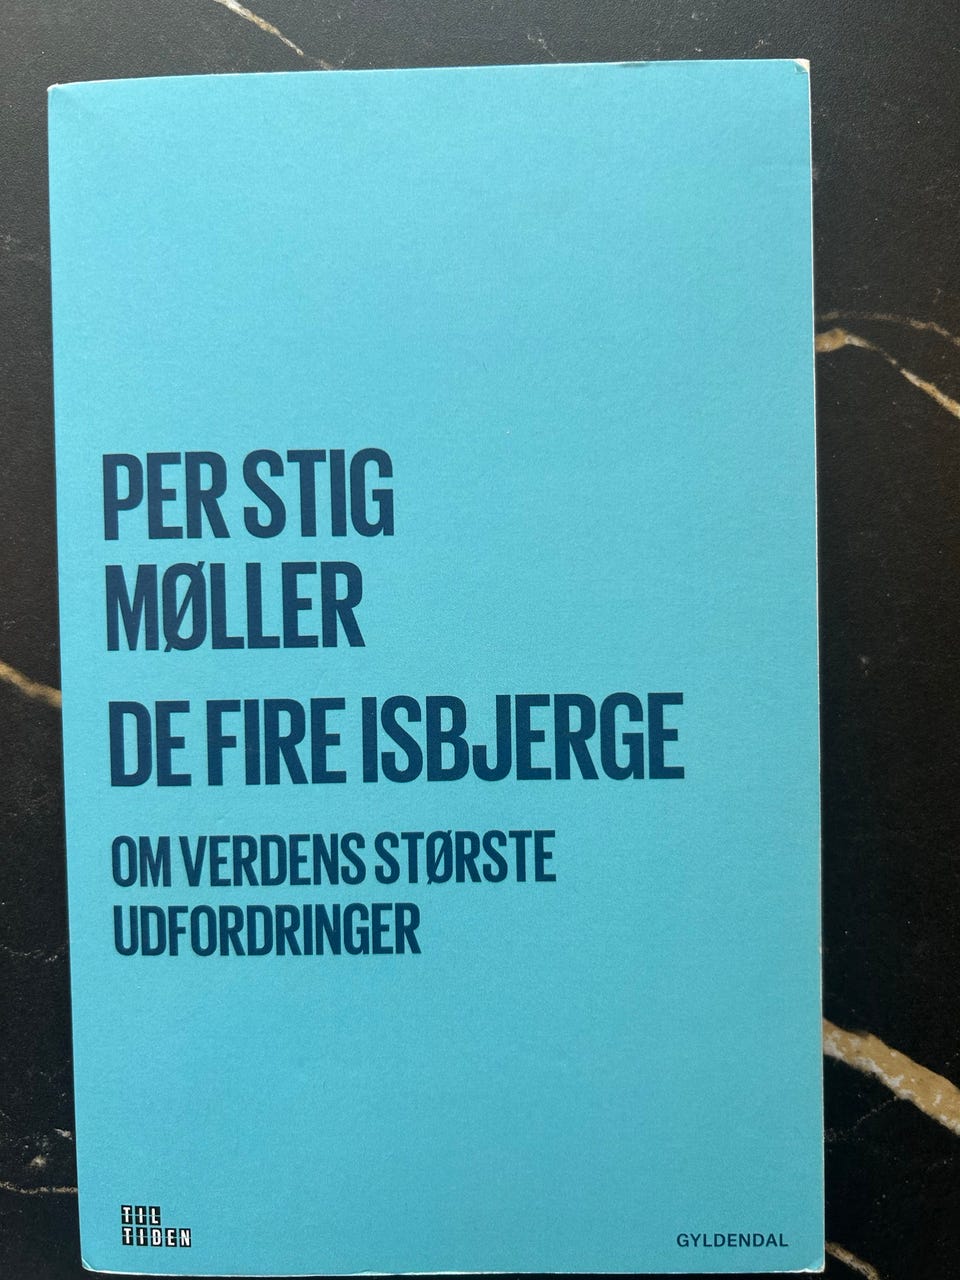 PER STIG
MØLLER
DE FIRE ISBJERGE
OM VERDENS STØRSTE
UDFORDRINGER
TIL
TIDEN
GYLDENDAL